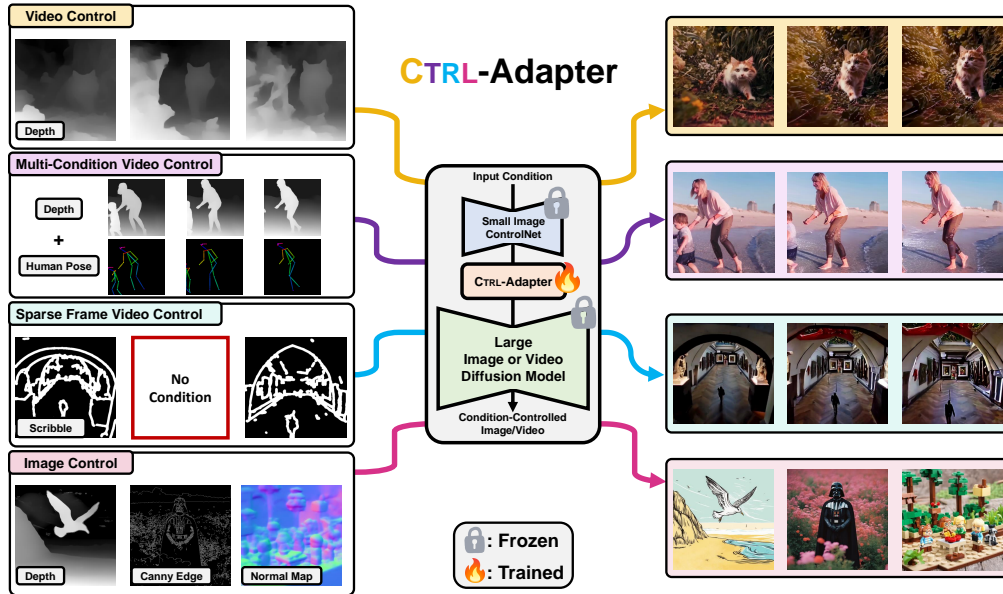 Video Control
Depth
Multi-Condition Video Control
Depth
+
Human Pose
Sparse Frame Video Control
Scribble
No
Condition
Image Control
Depth
Canny Edge
Normal Map
CTRL-Adapter
Input Condition
Small Image
ControlNet
CTRL-Adapter
Large
Image or Video
Diffusion Model
Condition-Controlled
Image/Video
: Frozen
: Trained